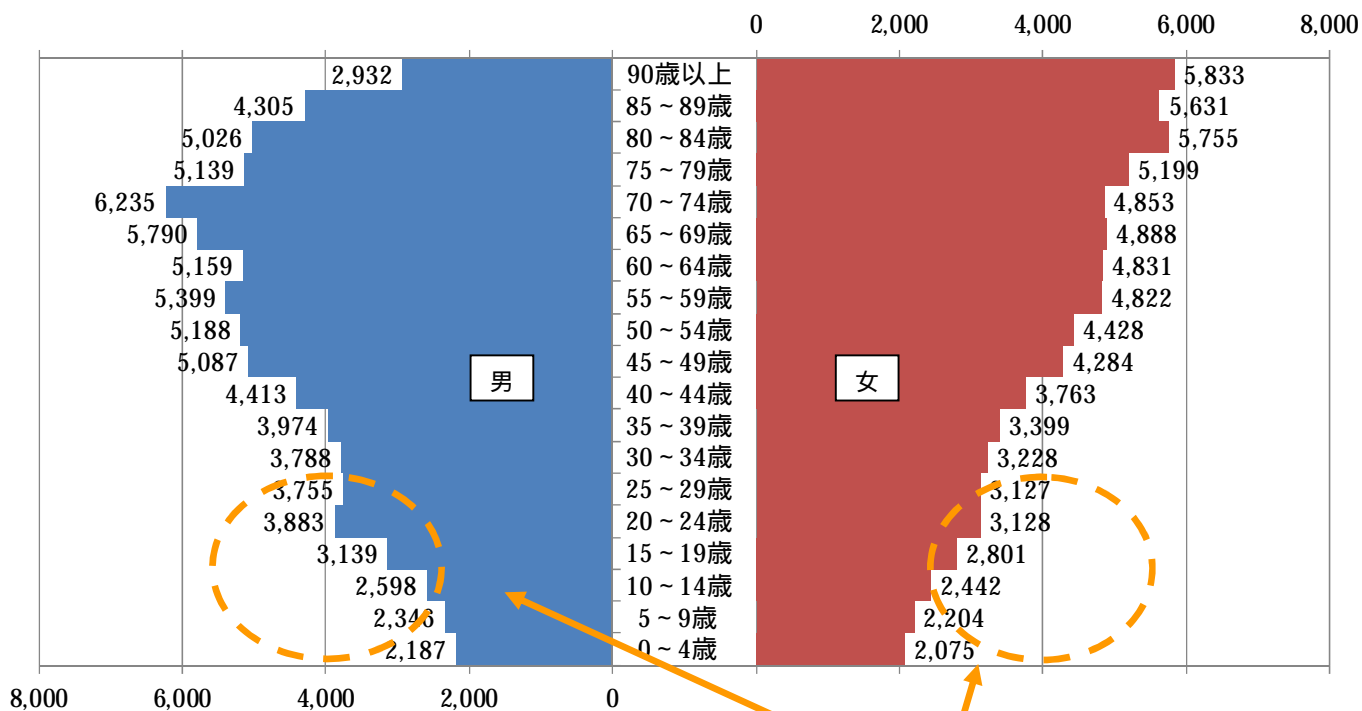 0 2,000 4,000 6,000 8,000
8,000 6,000 4,000 2,000 0
2,932 90歳以上 5,833
4,305 85～89歳 5,631
5,026 80～84歳 5,755
5,139 75～79歳 5,199
6,235 70～74歳 4,853
5,790 65～69歳 4,888
5,159 60～64歳 4,831
5,399 55～59歳 4,822
5,188 50～54歳 4,428
5,087 45～49歳 4,284
男 女
4,413 40～44歳 3,763
3,974 35～39歳 3,399
3,788 30～34歳 3,228
3,755 25～29歳 3,127
3,883 20～24歳 3,128
3,139 15～19歳 2,801
2,598 10～14歳 2,442
2,346 5～9歳 2,204
2,187 0～4歳 2,075
8,000 6,000 4,000 2,000 0